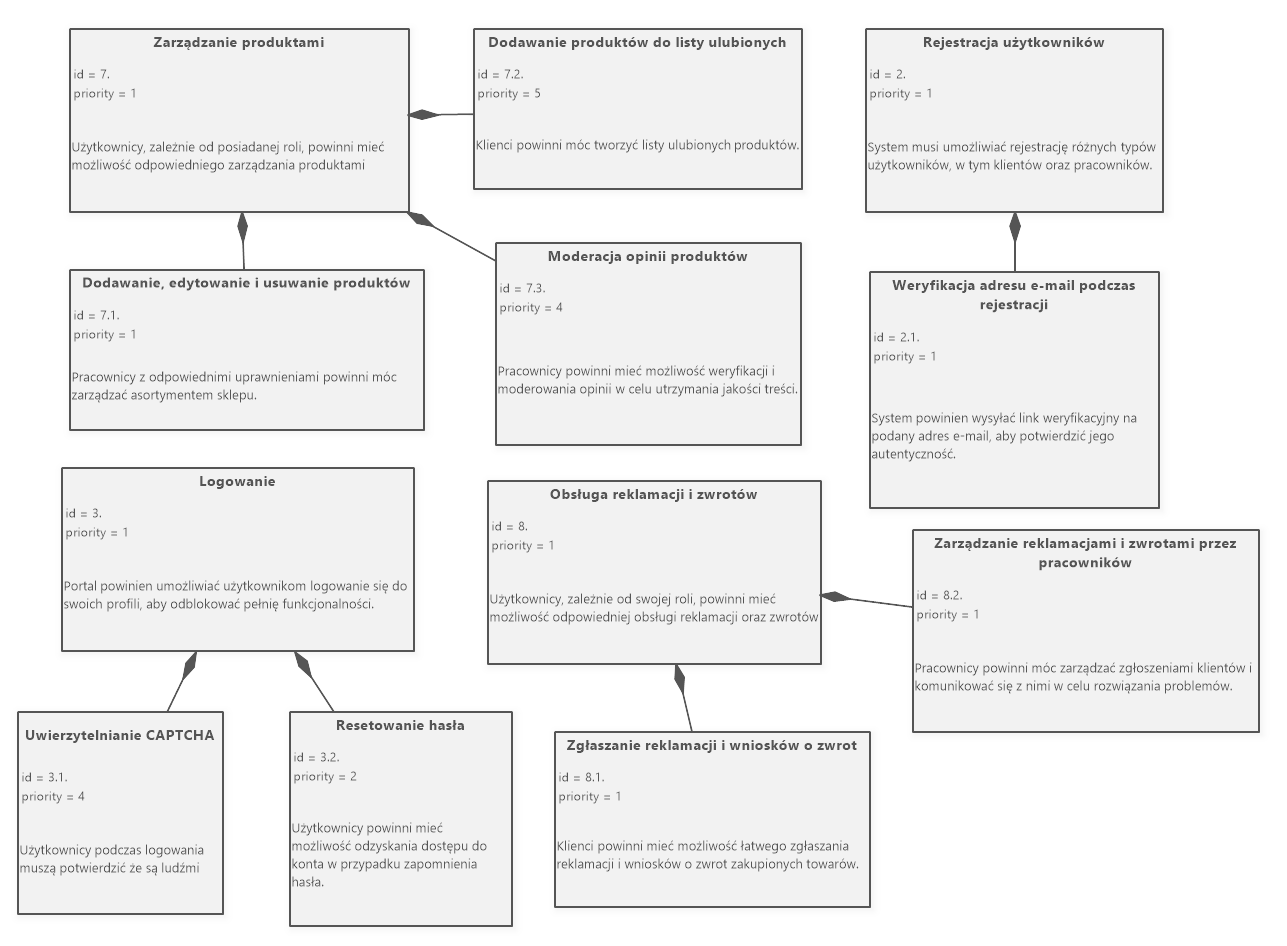 Zarządzanie produktami
id = 7.
priority = 1
Użytkownicy, zależnie od posiadanej roli, powinni mieć
możliwość odpowiedniego zarządzania produktami
Dodawanie produktów do listy ulubionych
id = 7.2.
priority = 5
Klienci powinni móc tworzyć listy ulubionych produktów.
Rejestracja użytkowników
id = 2.
priority = 1
System musi umożliwiać rejestrację różnych typów
użytkowników, w tym klientów oraz pracowników.
Dodawanie, edytowanie i usuwanie produktów
id = 7.1.
priority = 1
Pracownicy z odpowiednimi uprawnieniami powinni móc
zarządzać asortymentem sklepu.
Moderacja opinii produktów
id = 7.3.
priority = 4
Pracownicy powinni mieć możliwość weryfikacji i
moderowania opinii w celu utrzymania jakości treści.
Weryfikacja adresu e-mail podczas
rejestracji
id = 2.1.
priority = 1
System powinien wysyłać link weryfikacyjny na
podany adres e-mail, aby potwierdzić jego
autentyczność.
Logowanie
id = 3.
priority = 1
Portal powinien umożliwiać użytkownikom logowanie się do
swoich profili, aby odblokować pełnię funkcjonalności.
Obsługa reklamacji i zwrotów
id = 8.
priority = 1
Użytkownicy, zależnie od swojej roli, powinni mieć
możliwość odpowiedniej obsługi reklamacji oraz zwrotów
Zarządzanie reklamacjami i zwrotami przez
pracowników
id = 8.2.
priority = 1
Pracownicy powinni móc zarządzać zgłoszeniami klientów i
komunikować się z nimi w celu rozwiązania problemów.
Uwierzytelnianie CAPTCHA
id = 3.1.
priority = 4
Użytkownicy podczas logowania
muszą potwierdzić że są ludźmi
Resetowanie hasła
id = 3.2.
priority = 2
Użytkownicy powinni mieć
możliwość odzyskania dostępu do
konta w przypadku zapomnienia
hasła.
Zgłaszanie reklamacji i wniosków o zwrot
id = 8.1.
priority = 1
Klienci powinni mieć możliwość łatwego zgłaszania
reklamacji i wniosków o zwrot zakupionych towarów.